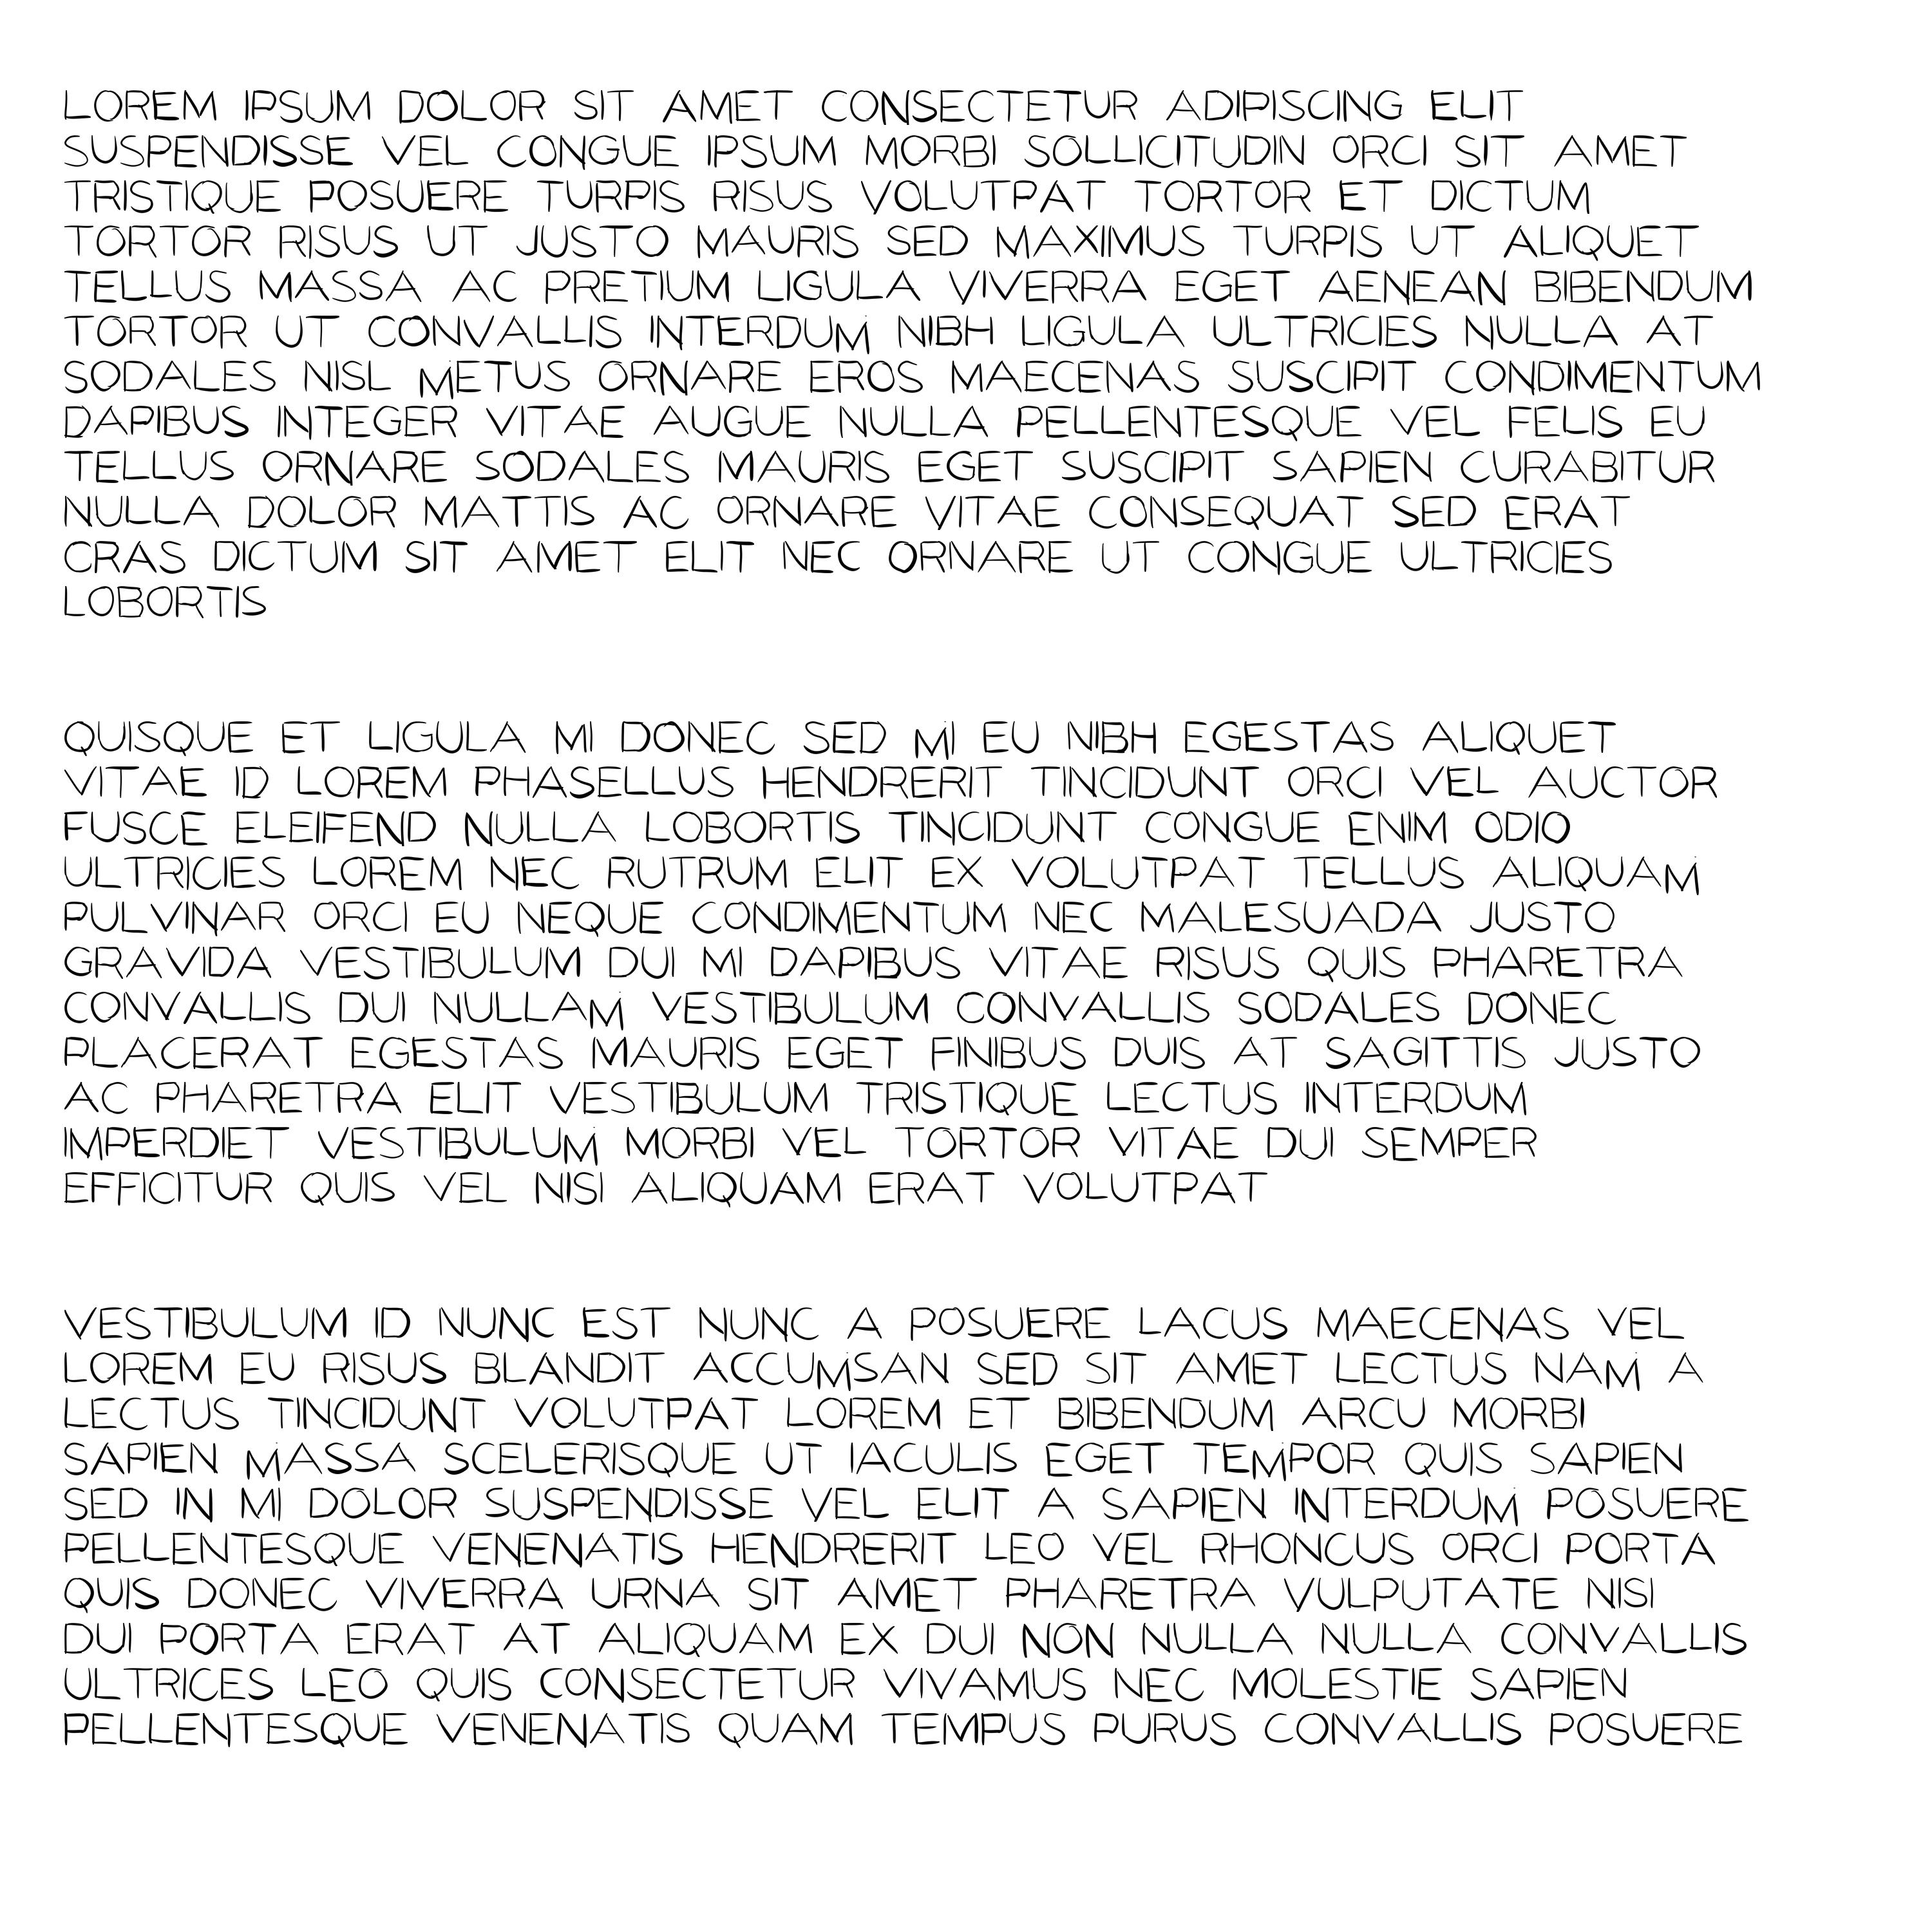 LOREM IPSUM DOLOR SIT AMET CONSECTETUR ADIPISCING ELIT
SUSPENDISSE VEL CONGUE IPSUM MORBI SOLLICITUDIN ORCI SIT AMET
TRISTIQUE POSUERE TURPIS RISUS VOLUTPAT TORTOR ET DICTUM
TORTOR RISUS UT JUSTO MAURIS SED MAXIMUS TURPIS UT ALIQUET
TELLUS MASSA AC PRETIUM LIGULA VIVERRA EGET AENEAN BIBENDUM
TORTOR UT CONVALLIS INTERDUM NIBH LIGULA ULTRICIES NULLA AT
SODALES NISL METUS ORNARE EROS MAECENAS SUSCIPIT CONDIMENTUM
DAPIBUS INTEGER VITAE AUGUE NULLA PELLENTESQUE VEL FELIS EU
TELLUS ORNARE SODALES MAURIS EGET SUSCIPIT SAPIEN CURABITUR
NULLA DOLOR MATTIS AC ORNARE VITAE CONSEQUAT SED ERAT
CRAS DICTUM SIT AMET ELIT NEC ORNARE UT CONGUE ULTRICIES
LOBORTIS
QUISQUE ET LIGULA MI DONEC SED MI EU NIBH EGESTAS ALIQUET
VITAE ID LOREM PHASELLUS HENDRERIT TINCIDUNT ORCI VEL AUCTOR
FUSCE ELEIFEND NULLA LOBORTIS TINCIDUNT CONGUE ENIM ODIO
ULTRICIES LOREM NEC RUTRUM ELIT EX VOLUTPAT TELLUS ALIQUAM
PULVINAR ORCI EU NEQUE CONDIMENTUM NEC MALESUADA JUSTO
GRAVIDA VESTIBULUM DUI MI DAPIBUS VITAE RISUS QUIS PHARETRA
CONVALLIS DUI NULLAM VESTIBULUM CONVALLIS SODALES DONEC
PLACERAT EGESTAS MAURIS EGET FINIBUS DUIS AT SAGITTIS JUSTO
AC PHARETRA ELIT VESTIBULUM TRISTIQUE LECTUS INTERDUM
IMPERDIET VESTIBULUM MORBI VEL TORTOR VITAE DUI SEMPER
EFFICITUR QUIS VEL NISI ALIQUAM ERAT VOLUTPAT
VESTIBULUM ID NUNC EST NUNC A POSUERE LACUS MAECENAS VEL
LOREM EU RISUS BLANDIT ACCUMSAN SED SIT AMET LECTUS NAM A
LECTUS TINCIDUNT VOLUTPAT LOREM ET BIBENDUM ARCU MORBI
SAPIEN MASSA SCELERISQUE UT IACULIS EGET TEMPOR QUIS SAPIEN
SED IN MI DOLOR SUSPENDISSE VEL ELIT A SAPIEN INTERDUM POSUERE
PELLENTESQUE VENENATIS HENDRERIT LEO VEL RHONCUS ORCI PORTA
QUIS DONEC VIVERRA URNA SIT AMET PHARETRA VULPUTATE NISI
DUI PORTA ERAT AT ALIQUAM EX DUI NON NULLA NULLA CONVALLIS
ULTRICES LEO QUIS CONSECTETUR VIVAMUS NEC MOLESTIE SAPIEN
PELLENTESQUE VENENATIS QUAM TEMPUS PURUS CONVALLIS POSUERE